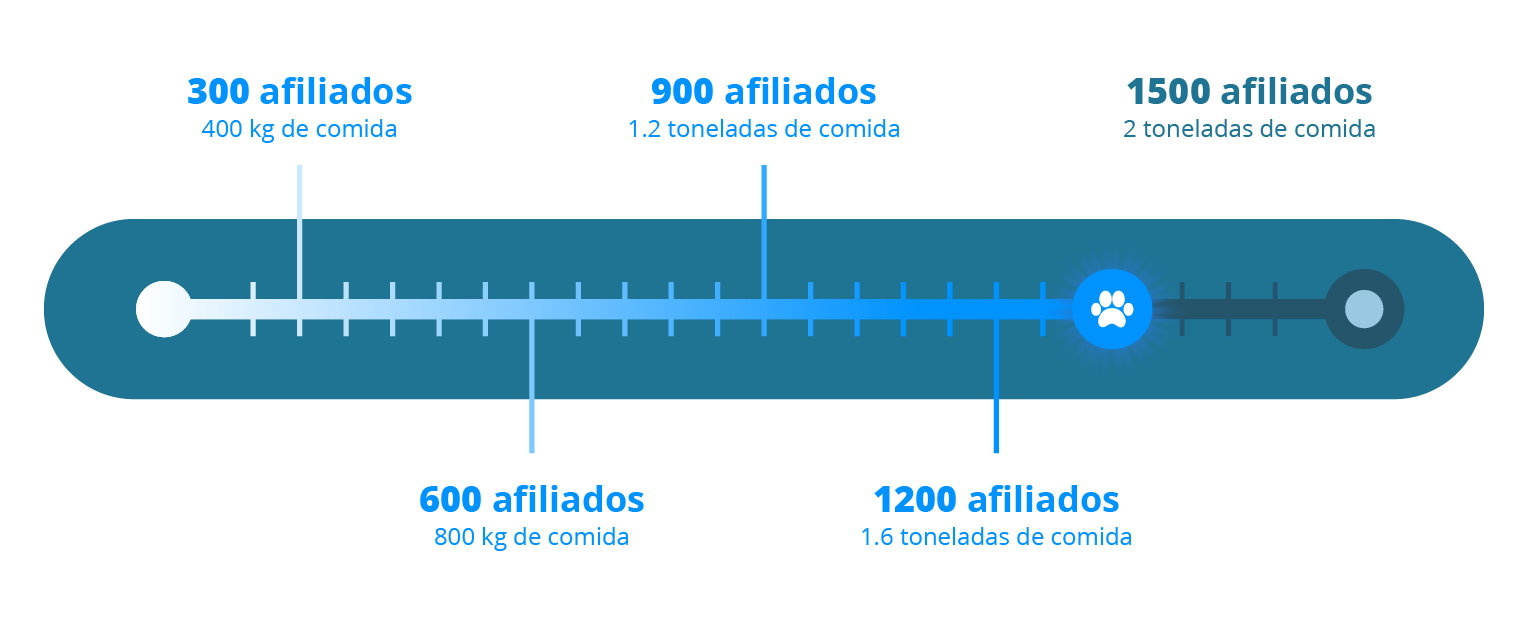 300 afiliados
400 kg de comida
900 afiliados
1.2 toneladas de comida
1500 afiliados
2 toneladas de comida
600 afiliados
800 kg de comida
1200 afiliados
1.6 toneladas de comida